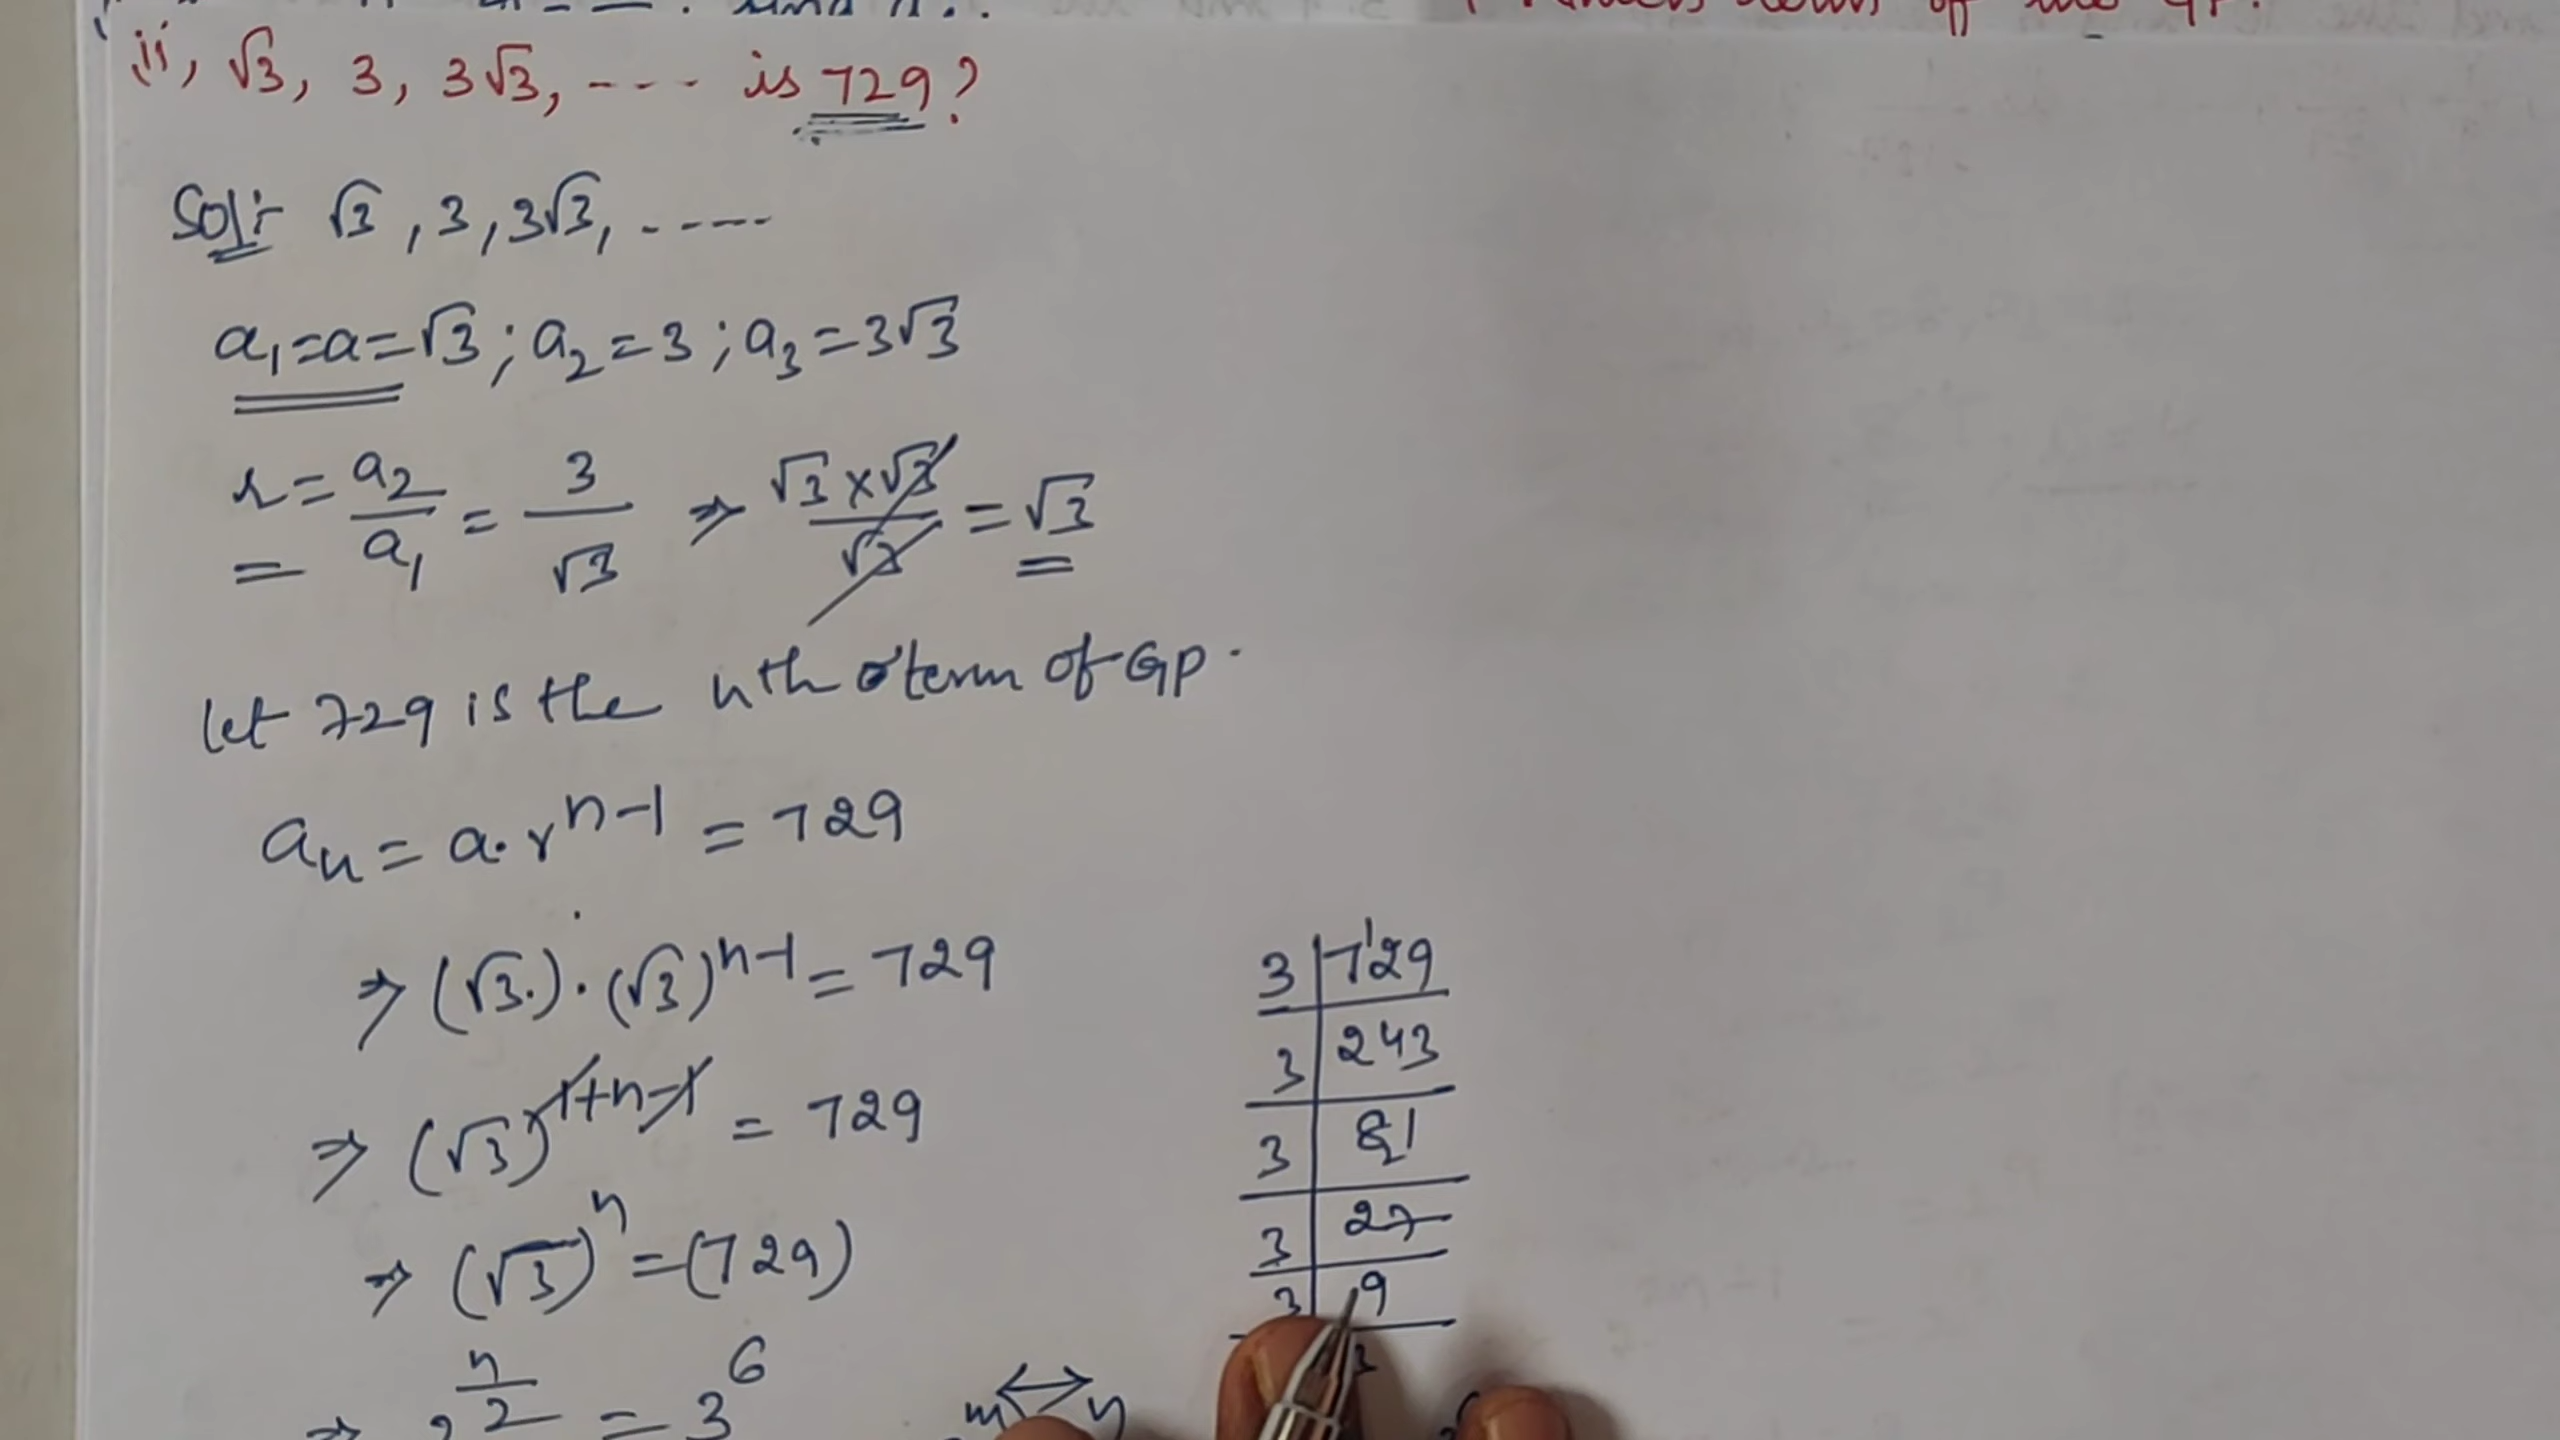 ii, √3, 3, 3√3, ---- is 729?
Sol:- √3, 3, 3√3, -----
a₁=a=√3; a₂=3; a₃=3√3
r = a₂/a₁ = 3/√3 ⇒ √3×√3/√3 = √3
let 729 is the nth term of GP.
aₙ = a·rⁿ⁻¹ = 729
⇒ (√3)·(√3)ⁿ⁻¹ = 729
⇒ (√3)¹⁺ⁿ⁻¹ = 729
⇒ (√3)ⁿ = (729)
⇒ 3^(n/2) = 3⁶
m ↔ n
3 | 729
3 | 243
3 | 81
3 | 27
3 | 9
3